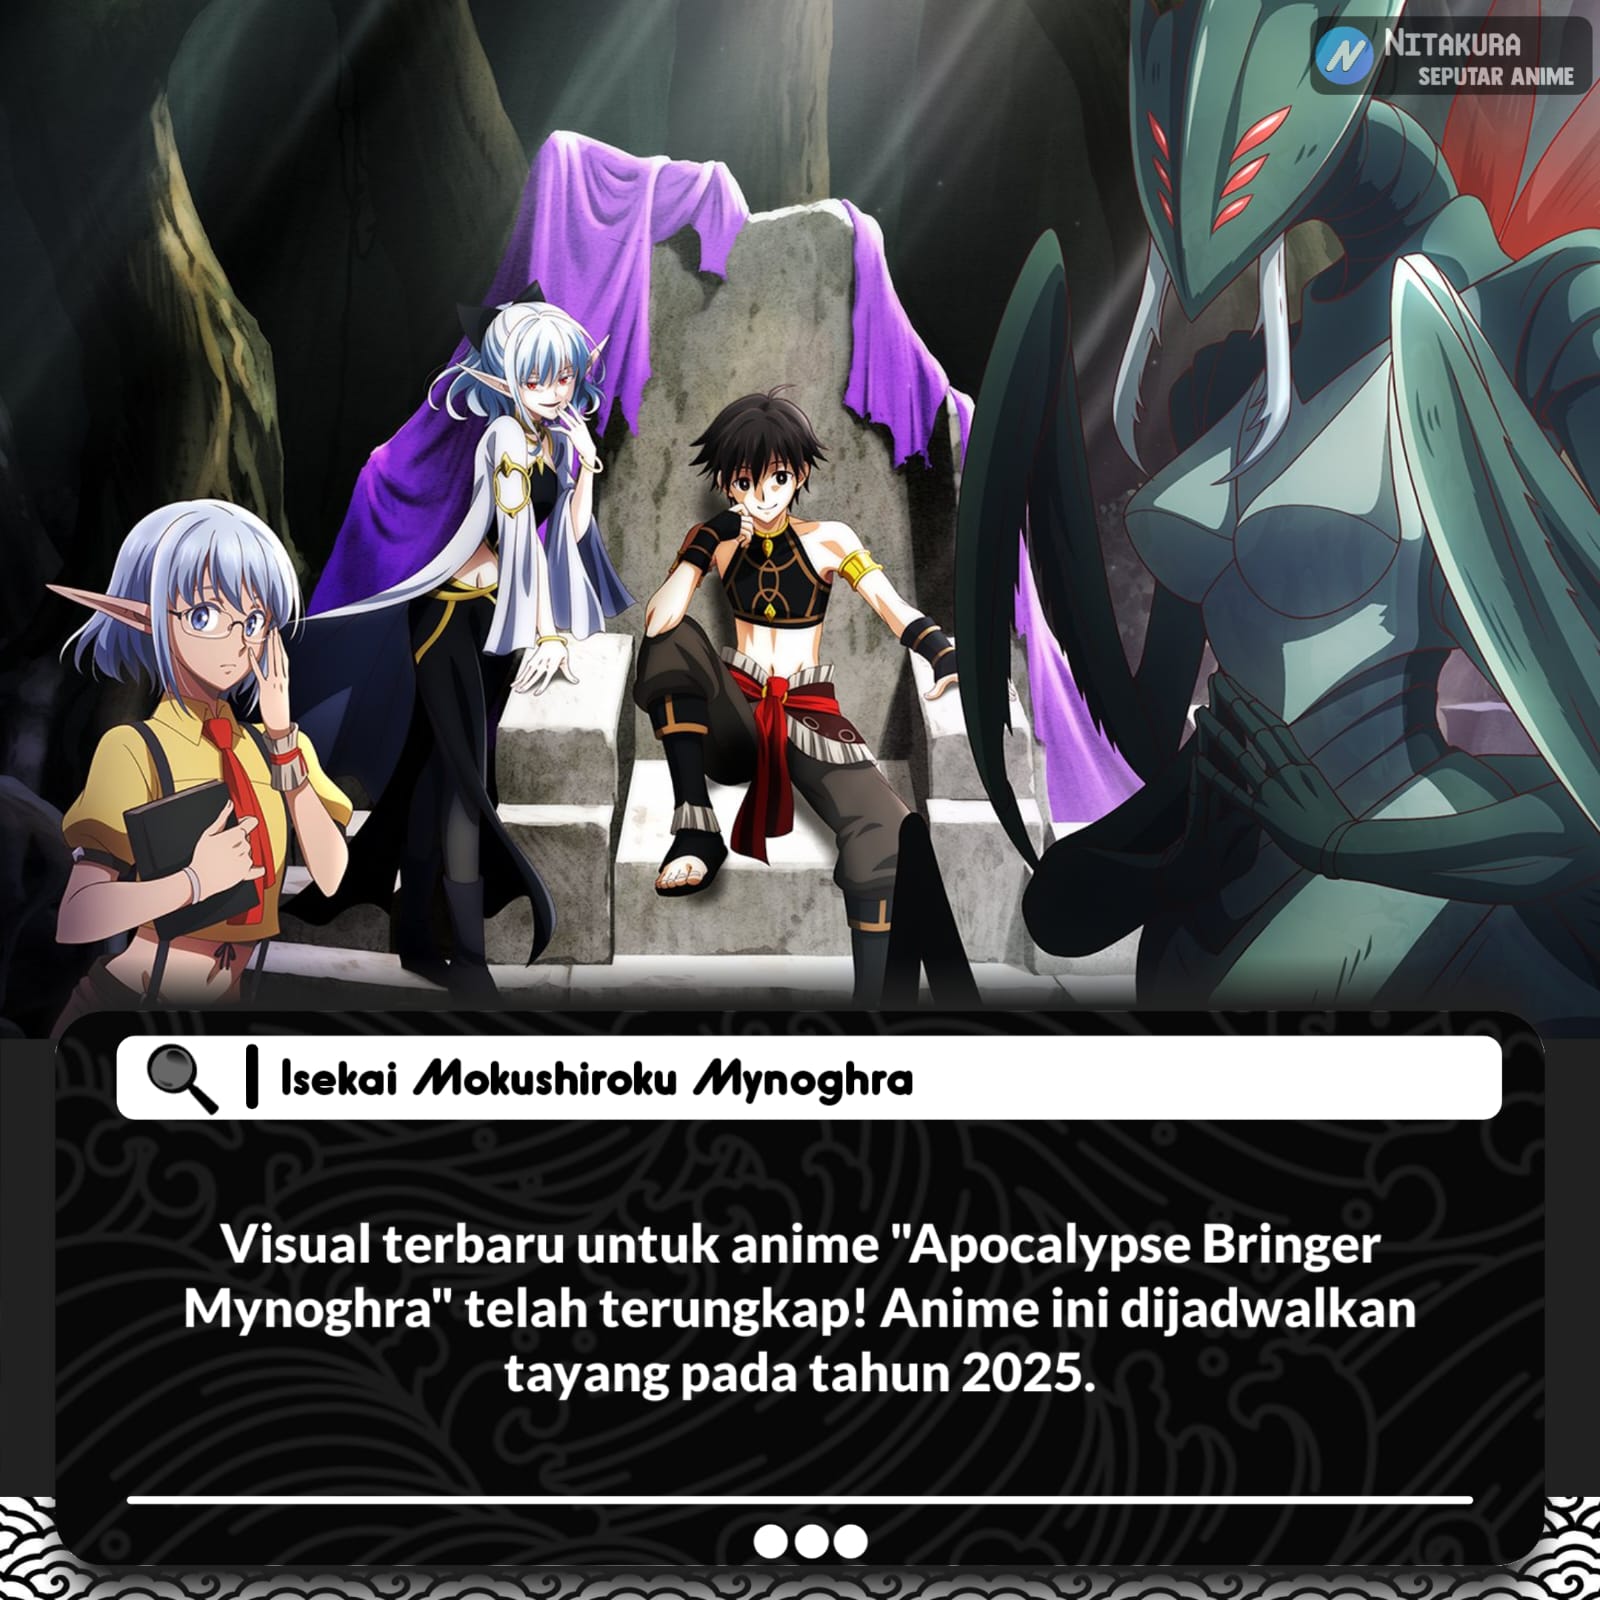 NITAKURA
SEPUTAR ANIME
Isekai Mokushiroku Mynoghra
Visual terbaru untuk anime "Apocalypse Bringer
Mynoghra" telah terungkap! Anime ini dijadwalkan
tayang pada tahun 2025.